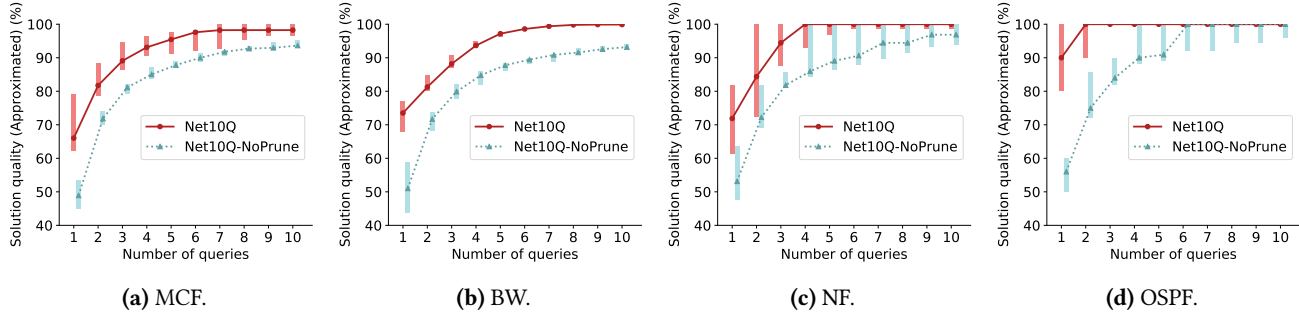 Solution quality (Approximated) (%)
100
90
80
70
60
50
40
1 2 3 4 5 6 7 8 9 10
Number of queries
Net10Q
Net10Q-NoPrune
(a) MCF.
Solution quality (Approximated) (%)
100
90
80
70
60
50
40
1 2 3 4 5 6 7 8 9 10
Number of queries
Net10Q
Net10Q-NoPrune
(b) BW.
Solution quality (Approximated) (%)
100
90
80
70
60
50
40
1 2 3 4 5 6 7 8 9 10
Number of queries
Net10Q
Net10Q-NoPrune
(c) NF.
Solution quality (Approximated) (%)
100
90
80
70
60
50
40
1 2 3 4 5 6 7 8 9 10
Number of queries
Net10Q
Net10Q-NoPrune
(d) OSPF.